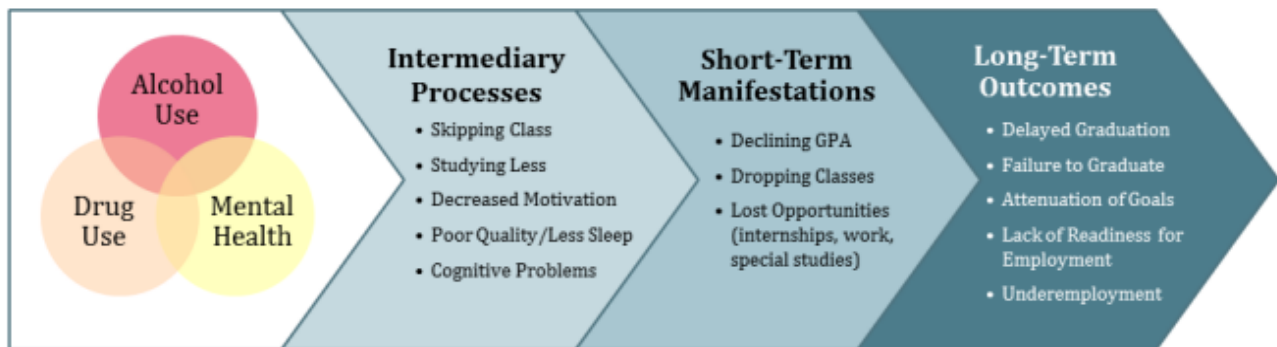 Alcohol
Use
Drug
Use
Mental
Health
Intermediary
Processes
• Skipping Class
• Studying Less
• Decreased Motivation
• Poor Quality/Less Sleep
• Cognitive Problems
Short-Term
Manifestations
• Declining GPA
• Dropping Classes
• Lost Opportunities
(internships, work,
special studies)
Long-Term
Outcomes
• Delayed Graduation
• Failure to Graduate
• Attenuation of Goals
• Lack of Readiness for
Employment
• Underemployment